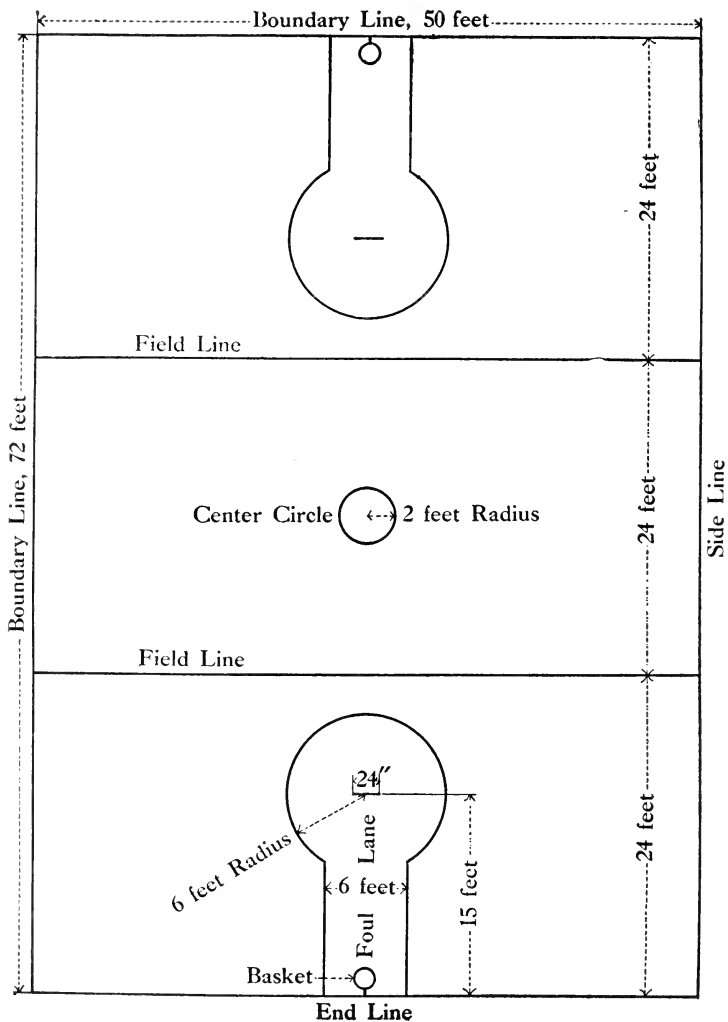 Boundary Line, 50 feet
24 feet
Field Line
Boundary Line, 72 feet
Center Circle
2 feet Radius
24 feet
Side Line
Field Line
24"
6 feet Radius
Foul Lane
6 feet
15 feet
24 feet
Basket
End Line